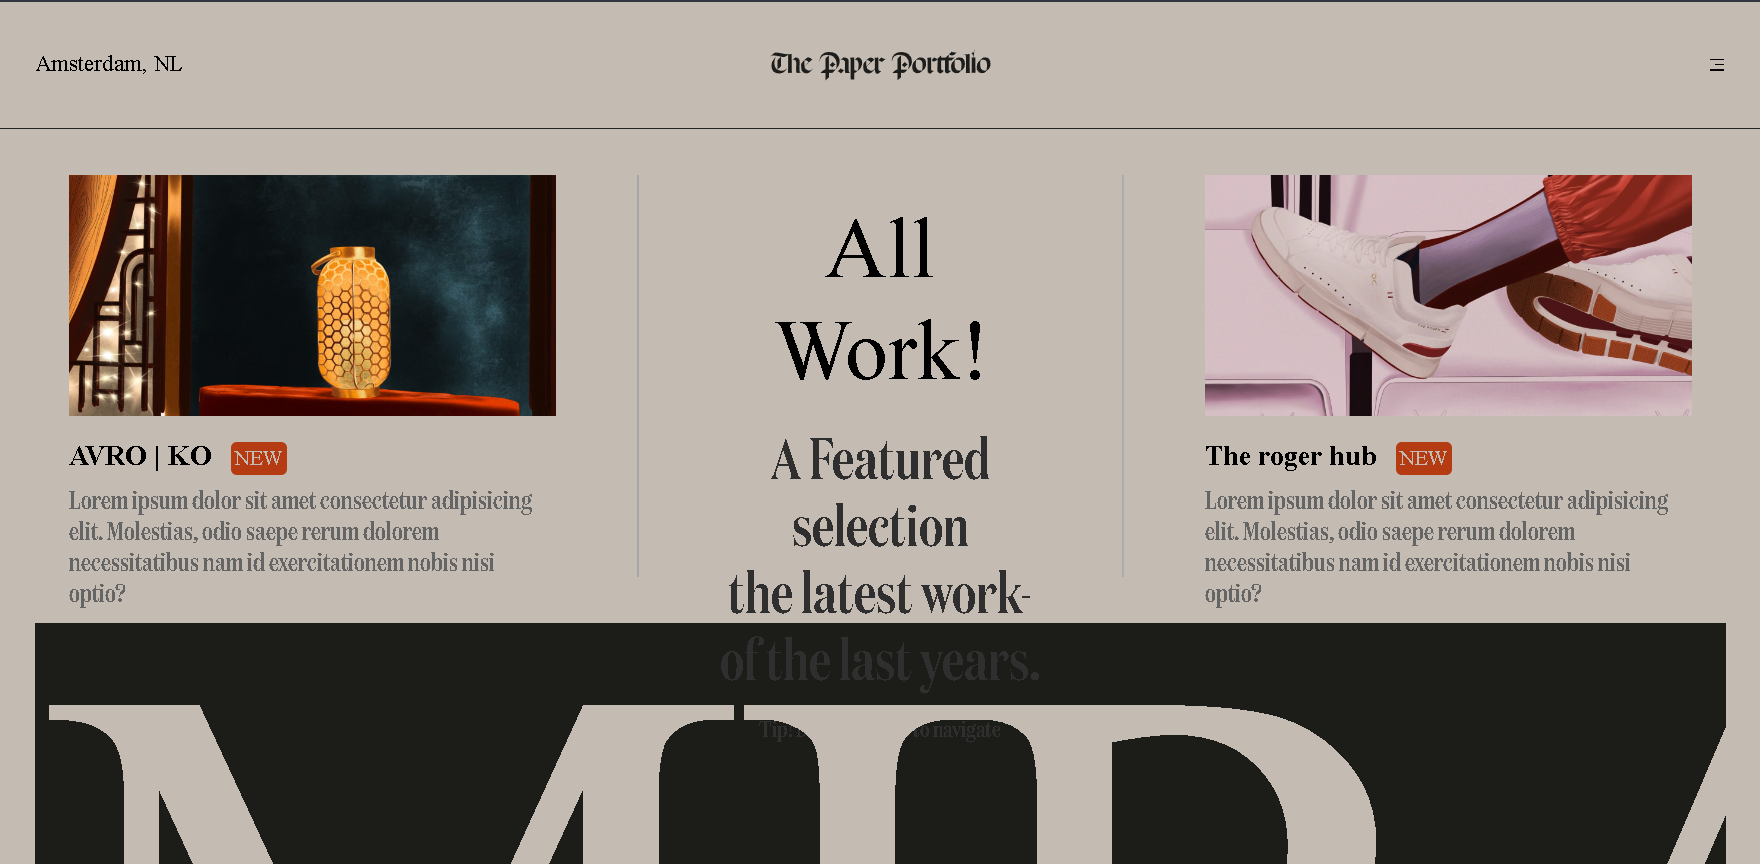 Amsterdam, NL
The Paper Portfolio
AVRO | KO NEW
Lorem ipsum dolor sit amet consectetur adipisicing
elit. Molestias, odio saepe rerum dolorem
necessitatibus nam id exercitationem nobis nisi
optio?
All
Work!
A Featured
selection
the latest work-
of the last years.
Tip: to navigate
The roger hub NEW
Lorem ipsum dolor sit amet consectetur adipisicing
elit. Molestias, odio saepe rerum dolorem
necessitatibus nam id exercitationem nobis nisi
optio?